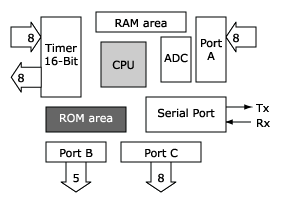 RAM area
8
Timer
16-Bit
8
CPU
ADC
Port
A
8
ROM area
Serial Port
Tx
Rx
Port B
Port C
5
8